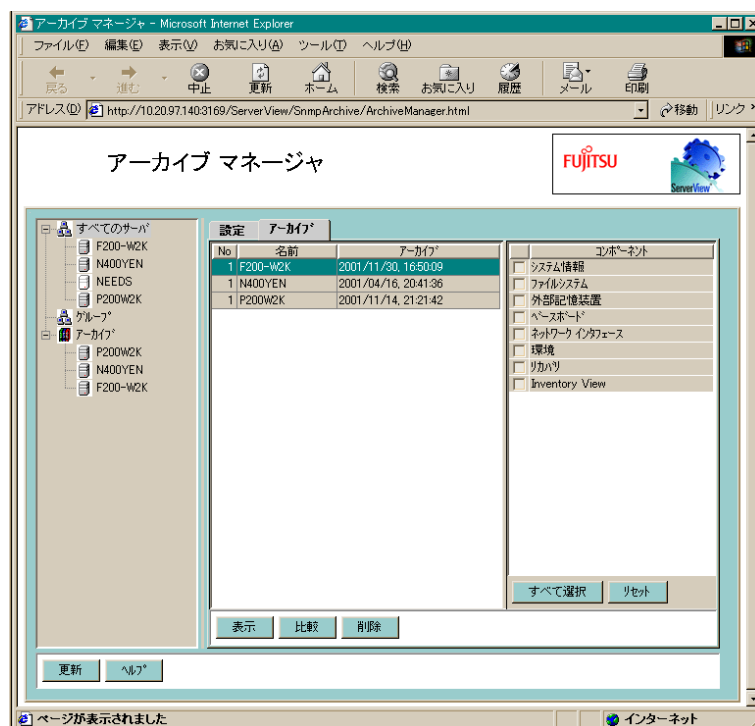 アーカイブ マネージャ - Microsoft Internet Explorer
ファイル(F) 編集(E) 表示(V) お気に入り(A) ツール(T) ヘルプ(H)
戻る 進む 中止 更新 ホーム 検索 お気に入り 履歴 メール 印刷
アドレス(D) http://10.20.97.140:3169/ServerView/SnmpArchive/ArchiveManager.html 移動 リンク »
アーカイブ マネージャ
FUJITSU
ServerView
すべてのサーバ
F200-W2K
N400YEN
NEEDS
P200W2K
グループ
アーカイブ
P200W2K
N400YEN
F200-W2K
設定 アーカイブ
No 名前 アーカイブ
1 F200-W2K 2001/11/30, 16:50:09
1 N400YEN 2001/04/16, 20:41:36
1 P200W2K 2001/11/14, 21:21:42
コンポーネント
システム情報
ファイルシステム
外部記憶装置
ベースボード
ネットワーク インタフェース
環境
リカバリ
Inventory View
すべて選択 リセット
表示 比較 削除
更新 ヘルプ
ページが表示されました インターネット